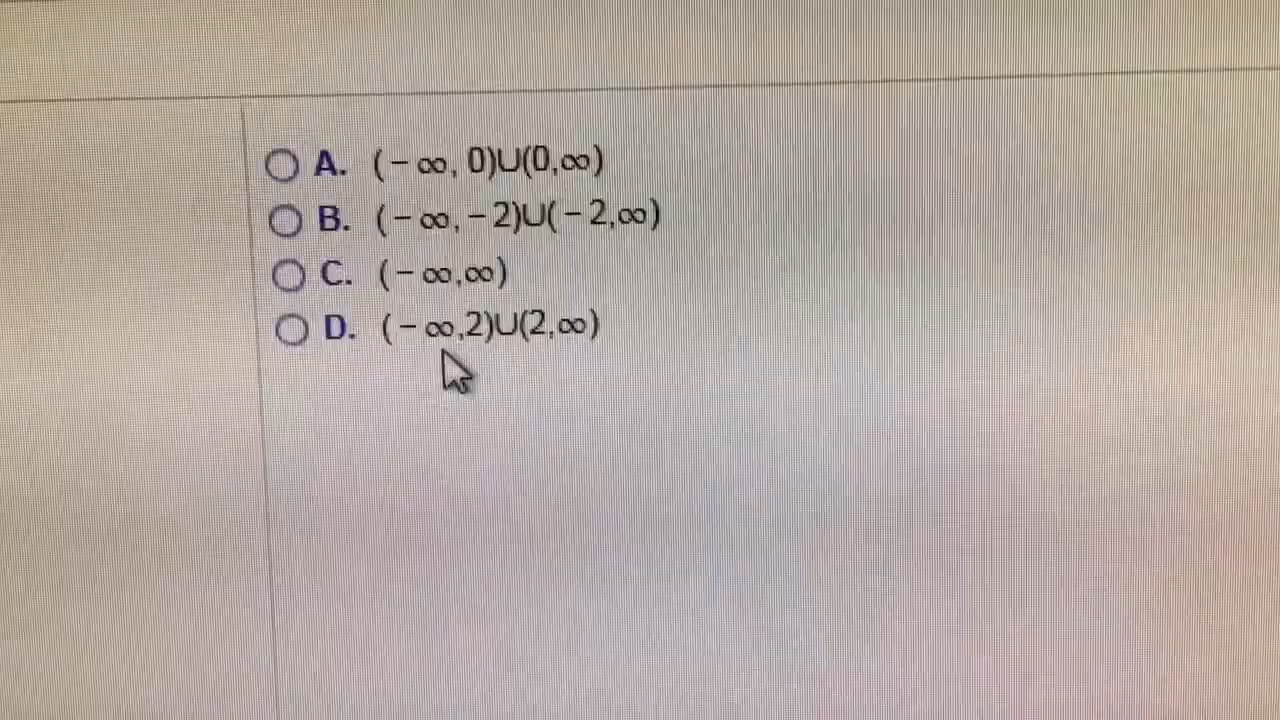 A. (− ∞, 0)∪(0,∞)
B. (− ∞, − 2)∪(− 2,∞)
C. (− ∞,∞)
D. (− ∞,2)∪(2,∞)